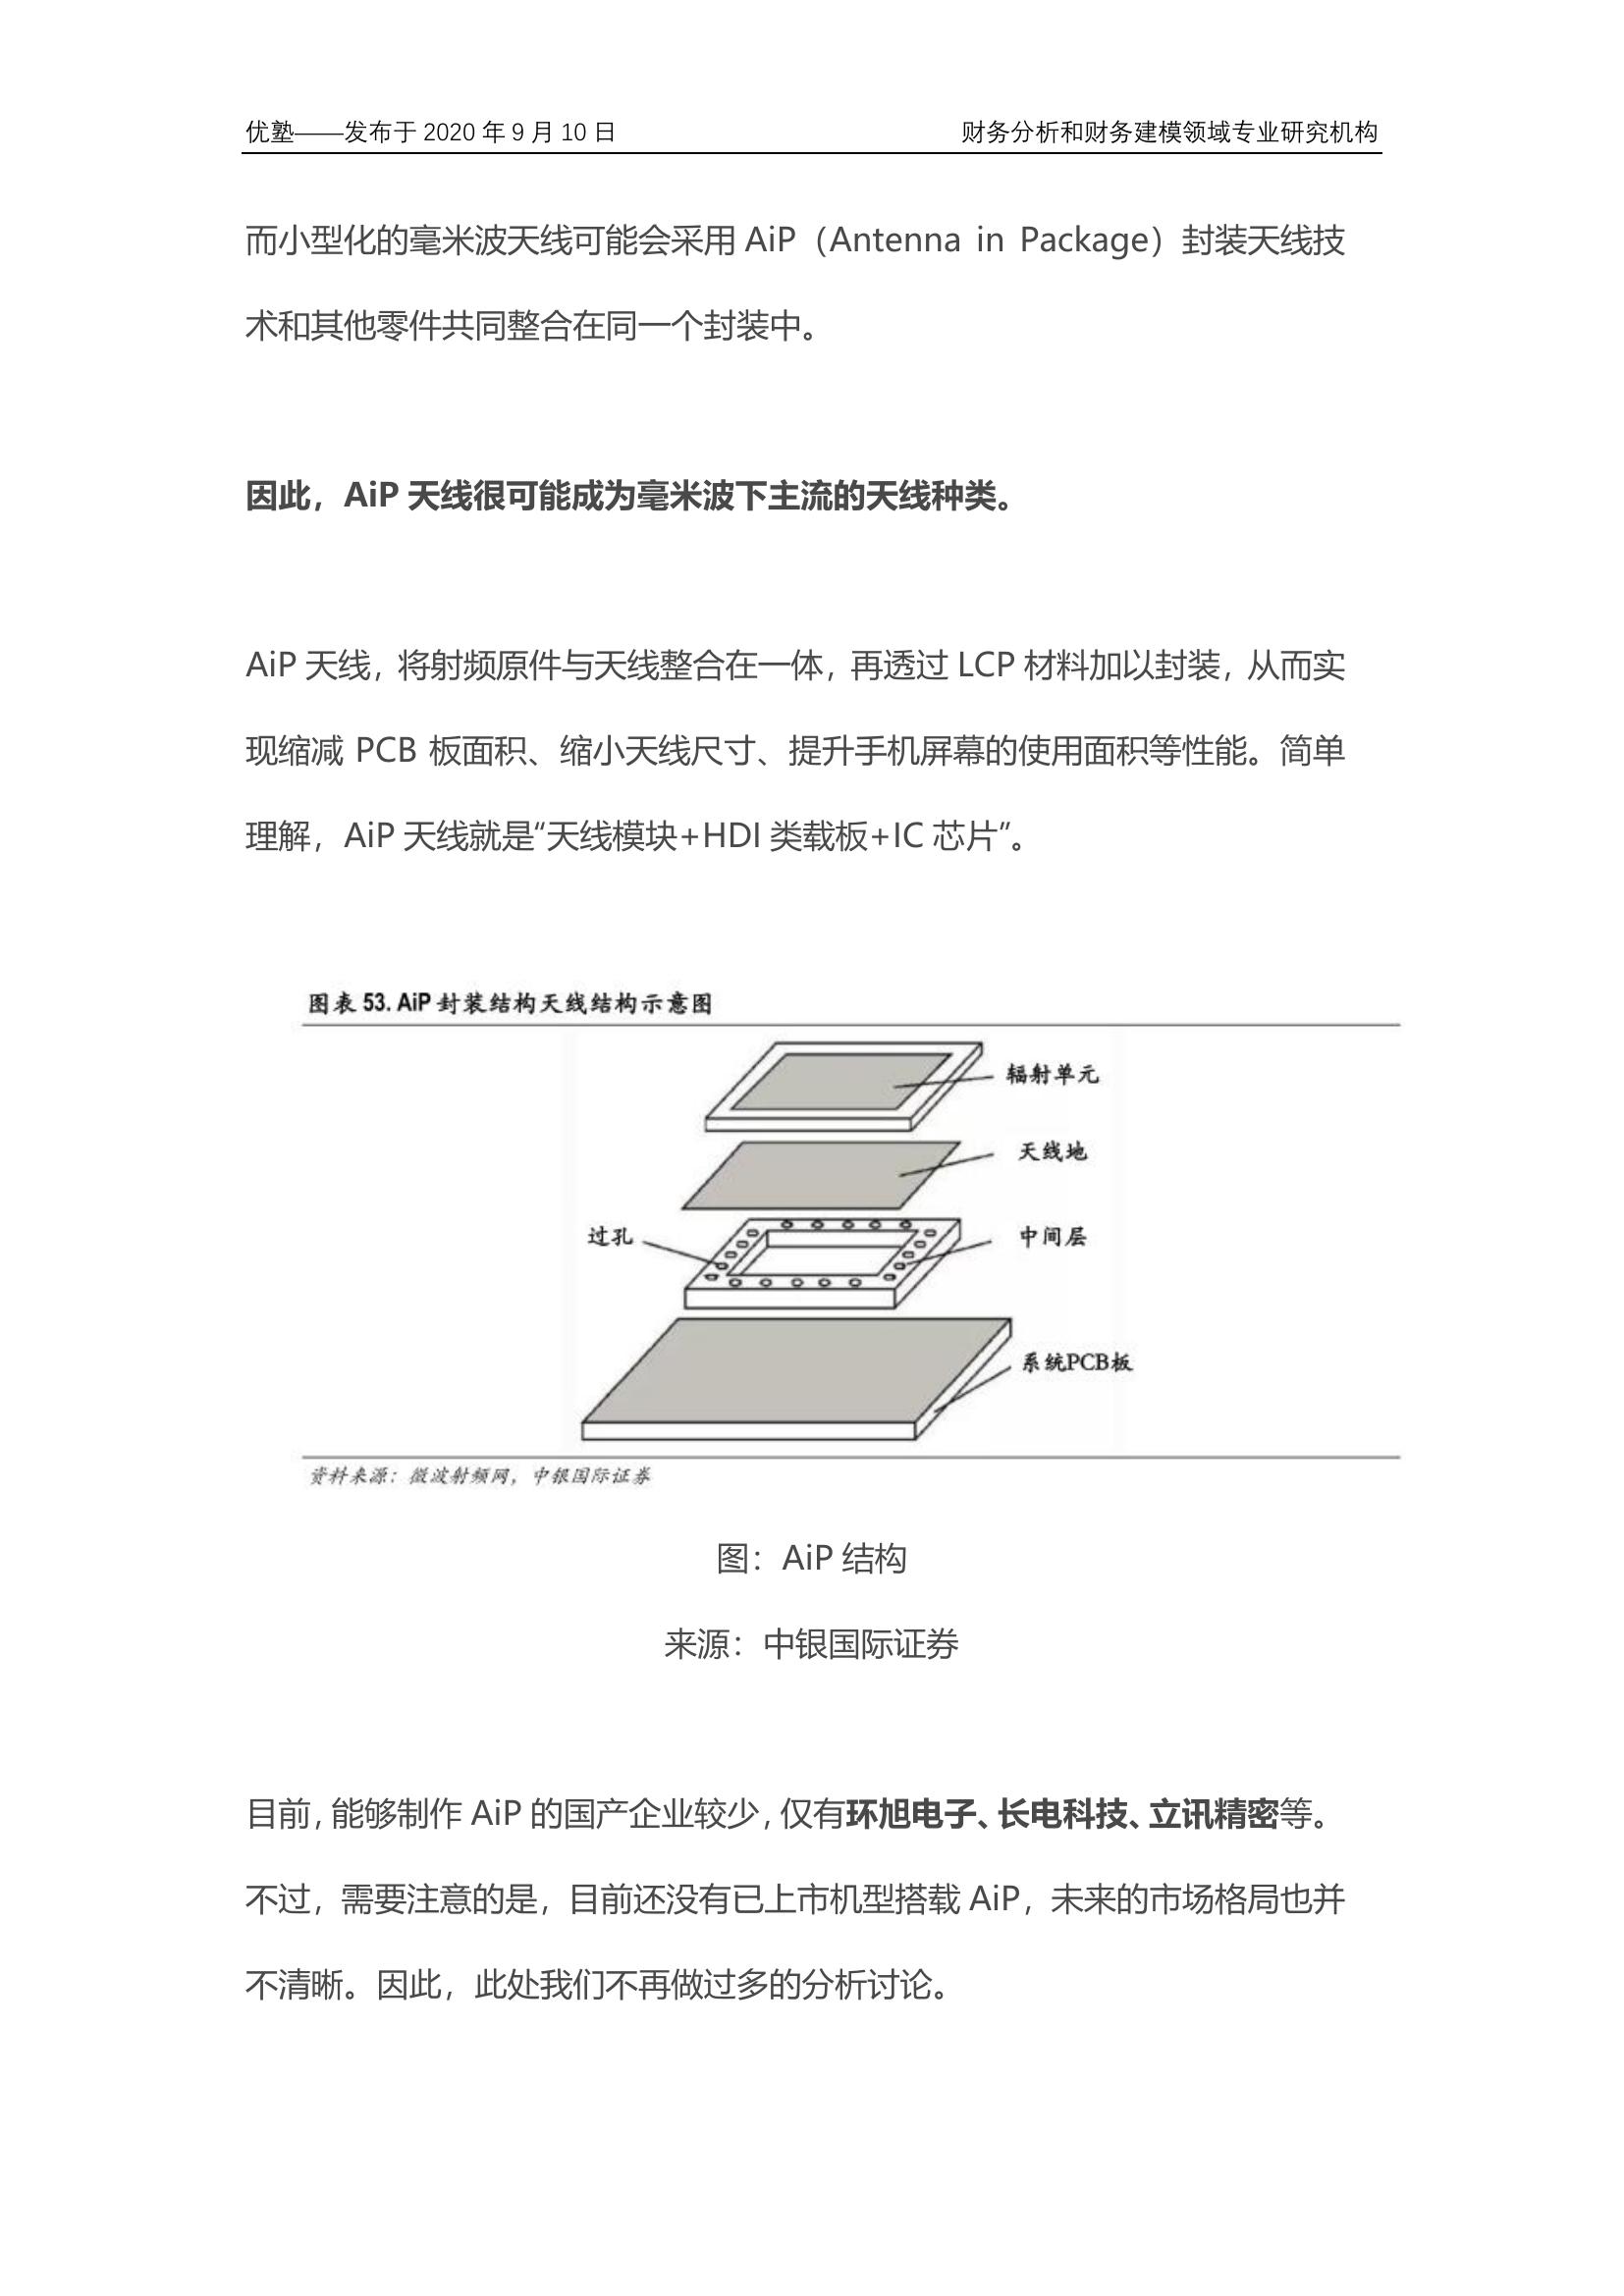 优塾——发布于 2020 年 9 月 10 日
财务分析和财务建模领域专业研究机构
而小型化的毫米波天线可能会采用 AiP（Antenna in Package）封装天线技
术和其他零件共同整合在同一个封装中。
因此，AiP 天线很可能成为毫米波下主流的天线种类。
AiP 天线，将射频原件与天线整合在一体，再透过 LCP 材料加以封装，从而实
现缩减 PCB 板面积、缩小天线尺寸、提升手机屏幕的使用面积等性能。简单
理解，AiP 天线就是“天线模块+HDI 类载板+IC 芯片”。
图表 53. AiP 封装结构天线结构示意图
辐射单元
天线地
过孔
中间层
系统PCB板
资料来源：微波射频网，中银国际证券
图：AiP 结构
来源：中银国际证券
目前，能够制作 AiP 的国产企业较少，仅有环旭电子、长电科技、立讯精密等。
不过，需要注意的是，目前还没有已上市机型搭载 AiP，未来的市场格局也并
不清晰。因此，此处我们不再做过多的分析讨论。